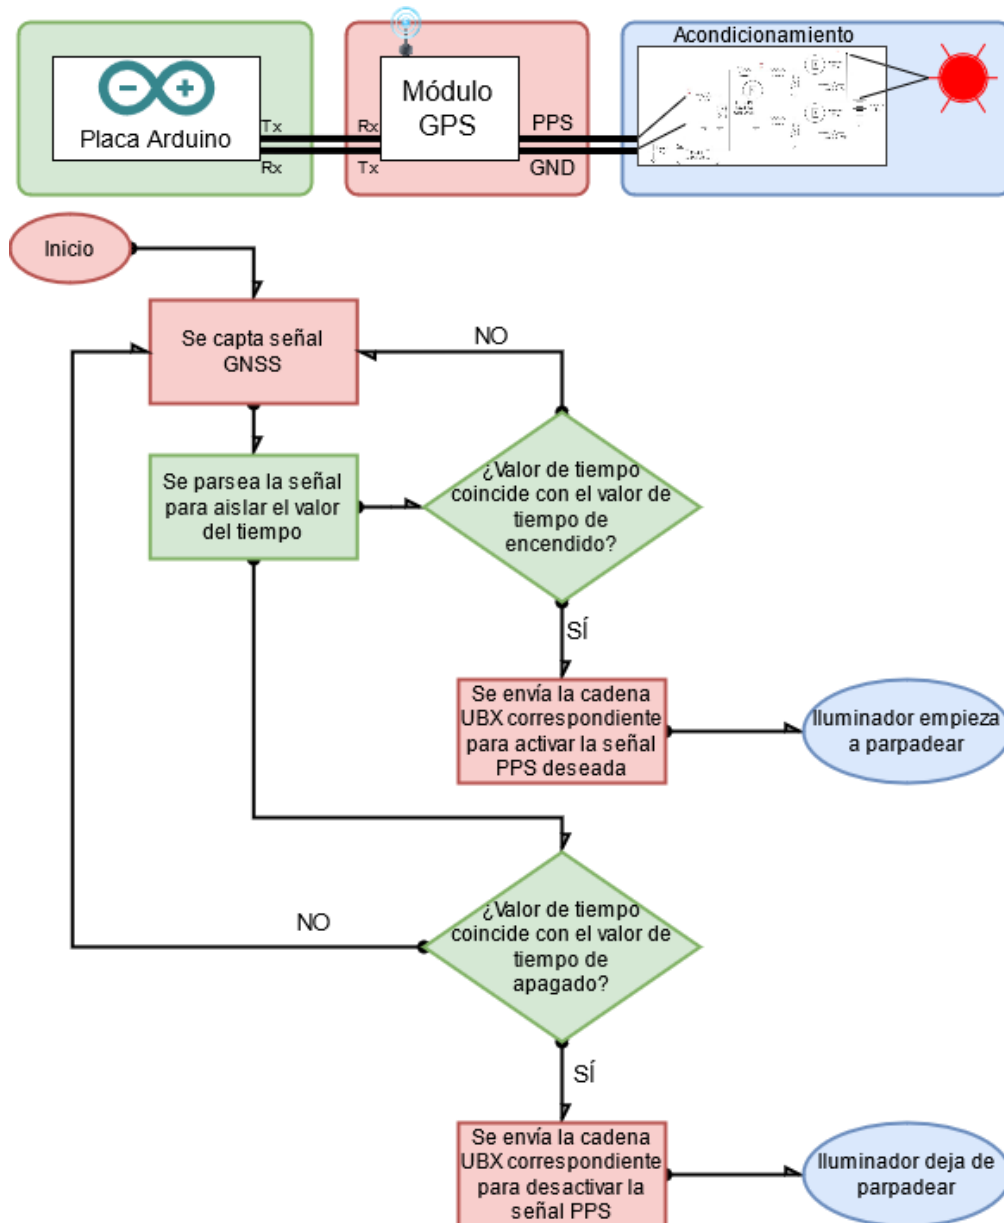 Acondicionamiento
Placa Arduino
Tx
Rx
Rx
Tx
Módulo
GPS
PPS
GND
Inicio
Se capta señal
GNSS
NO
Se parsea la señal
para aislar el valor
del tiempo
¿Valor de tiempo
coincide con el valor de
tiempo de
encendido?
SÍ
Se envía la cadena
UBX correspondiente
para activar la señal
PPS deseada
Iluminador empieza
a parpadear
¿Valor de tiempo
coincide con el valor de
tiempo de
apagado?
NO
SÍ
Se envía la cadena
UBX correspondiente
para desactivar la
señal PPS
Iluminador deja de
parpadear